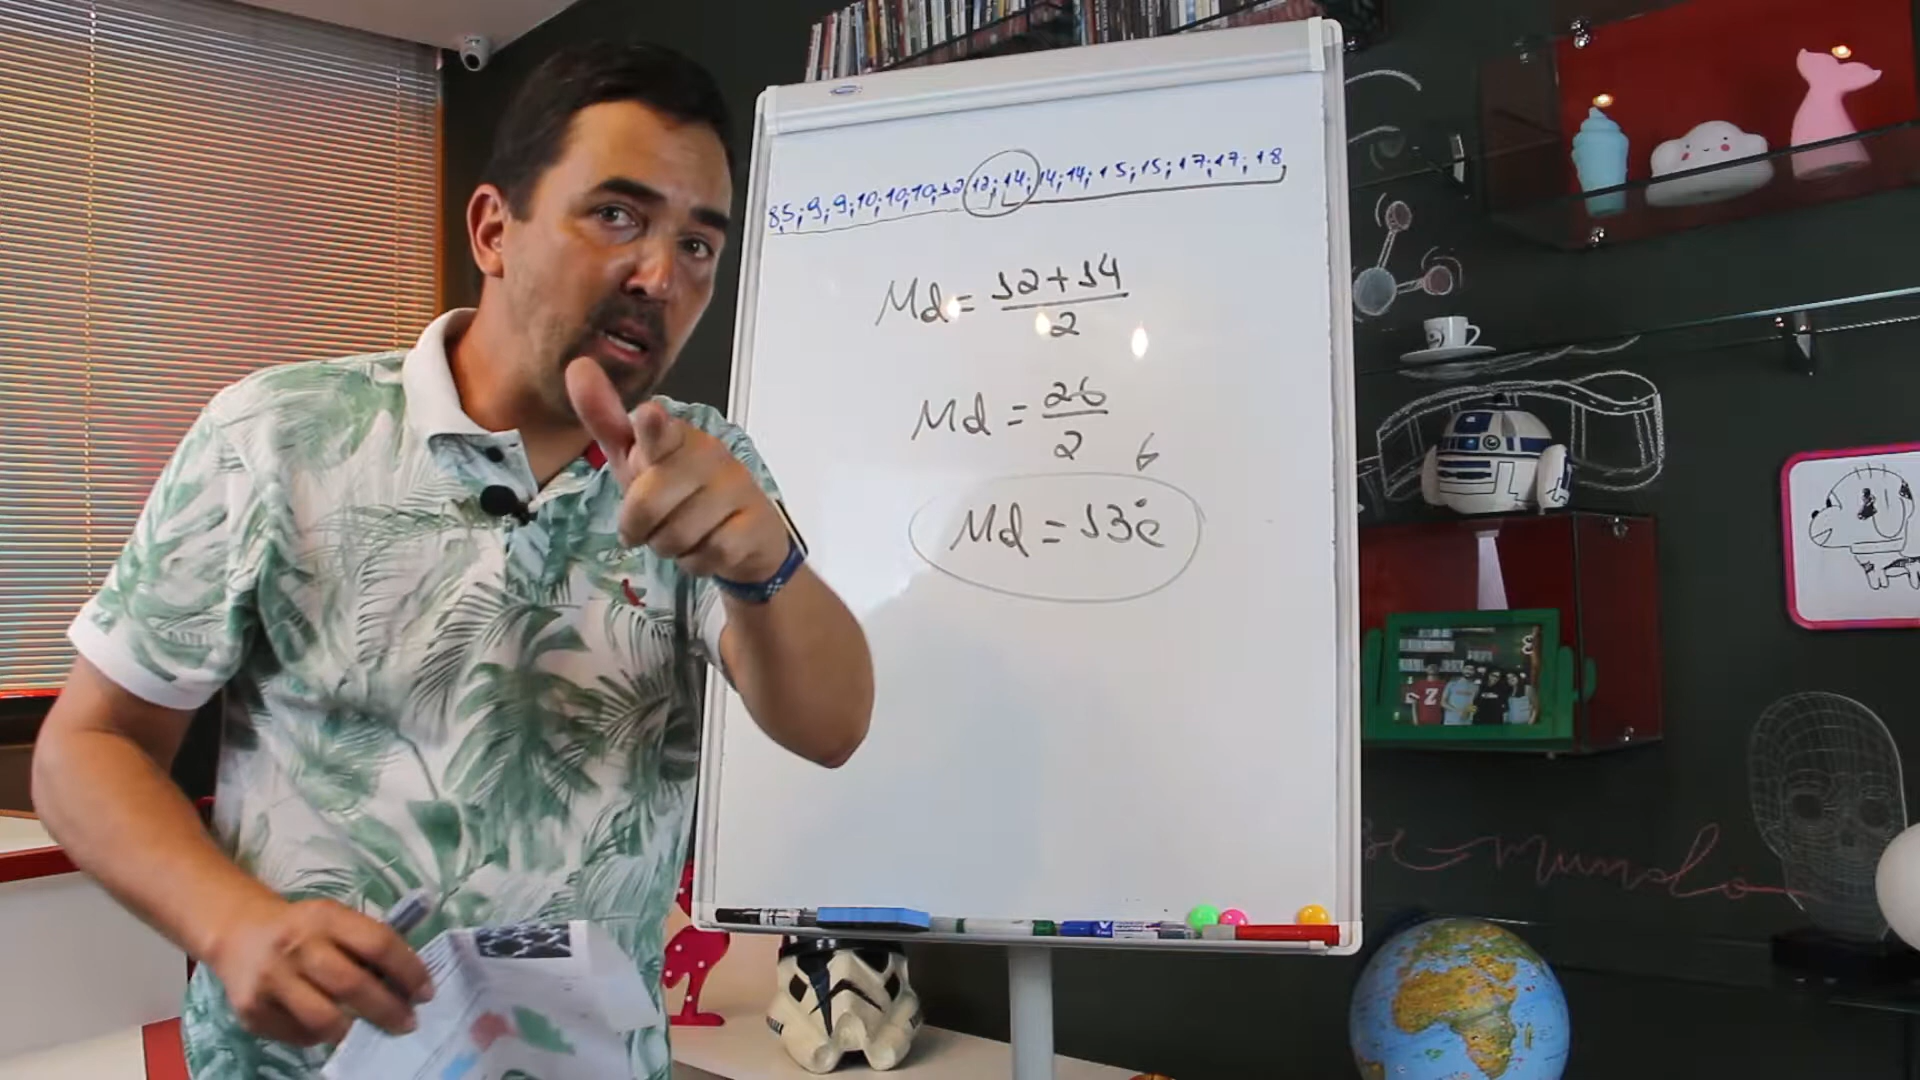 8,5; 9; 9; 10; 10; 10; 12 12; 14; 14; 14; 15; 15; 17; 17; 18
Md = 12+14
2
Md = 26
2
Md = 13
mundo
Z